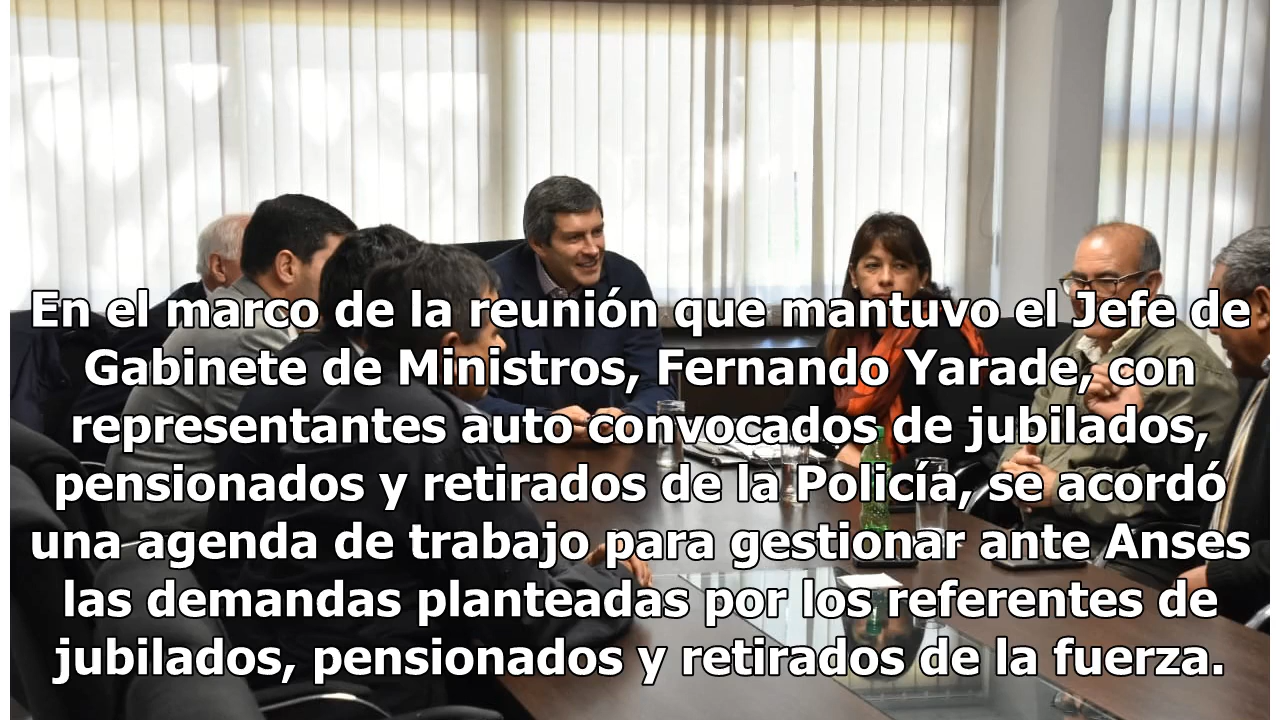 En el marco de la reunión que mantuvo el Jefe de
Gabinete de Ministros, Fernando Yarade, con
representantes auto convocados de jubilados,
pensionados y retirados de la Policía, se acordó
una agenda de trabajo para gestionar ante Anses
las demandas planteadas por los referentes de
jubilados, pensionados y retirados de la fuerza.